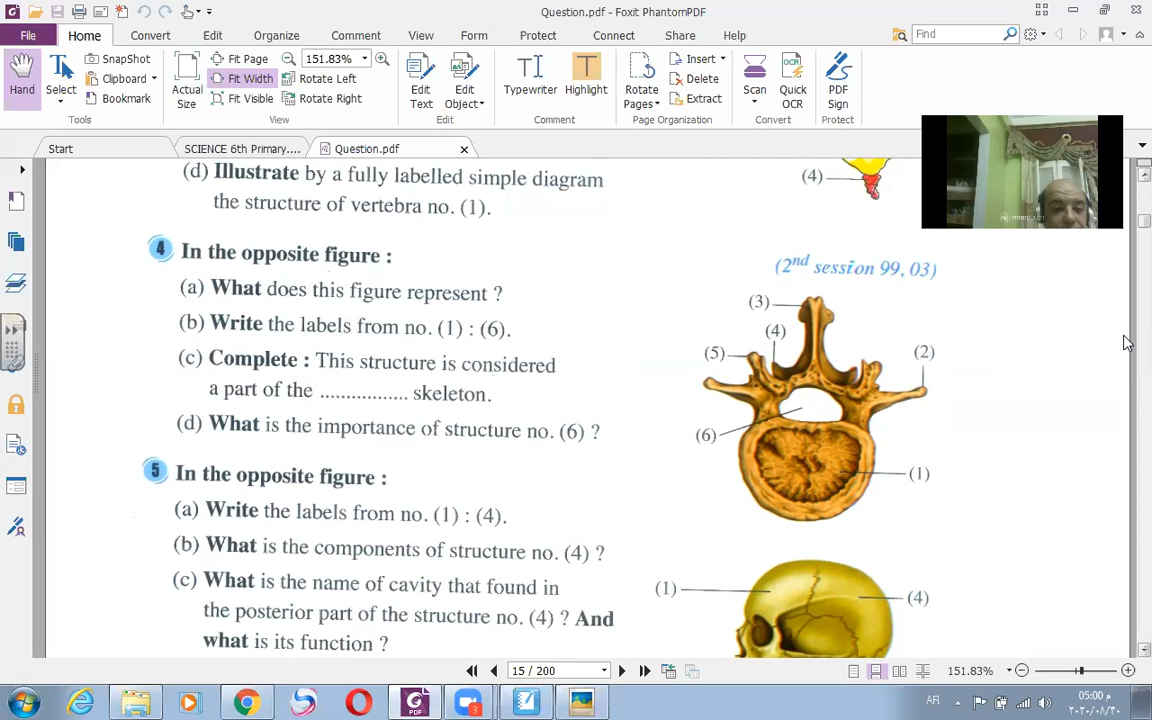 Question.pdf - Foxit PhantomPDF
File Home Convert Edit Organize Comment View Form Protect Connect Share Help Find
Hand
Select
SnapShot
Clipboard
Bookmark
Tools
Actual Size
Fit Page
Fit Width
Fit Visible
151.83%
Rotate Left
Rotate Right
View
Edit Text
Edit Object
Edit
Typewriter
Highlight
Comment
Rotate Pages
Insert
Delete
Extract
Page Organization
Scan
Quick OCR
Convert
PDF Sign
Protect
Start SCIENCE 6th Primary.... Question.pdf
(d) Illustrate by a fully labelled simple diagram
the structure of vertebra no. (1).
(4)
4 In the opposite figure :
(2nd session 99, 03)
(a) What does this figure represent ?
(b) Write the labels from no. (1) : (6).
(c) Complete : This structure is considered
a part of the ................. skeleton.
(d) What is the importance of structure no. (6) ?
(3)
(4)
(5)
(2)
(6)
(1)
5 In the opposite figure :
(a) Write the labels from no. (1) : (4).
(b) What is the components of structure no. (4) ?
(c) What is the name of cavity that found in
the posterior part of the structure no. (4) ? And
what is its function ?
(1)
(4)
15 / 200
151.83%
PDF
AR
05:00 م
٢٠٢٠/٠٨/٣٠